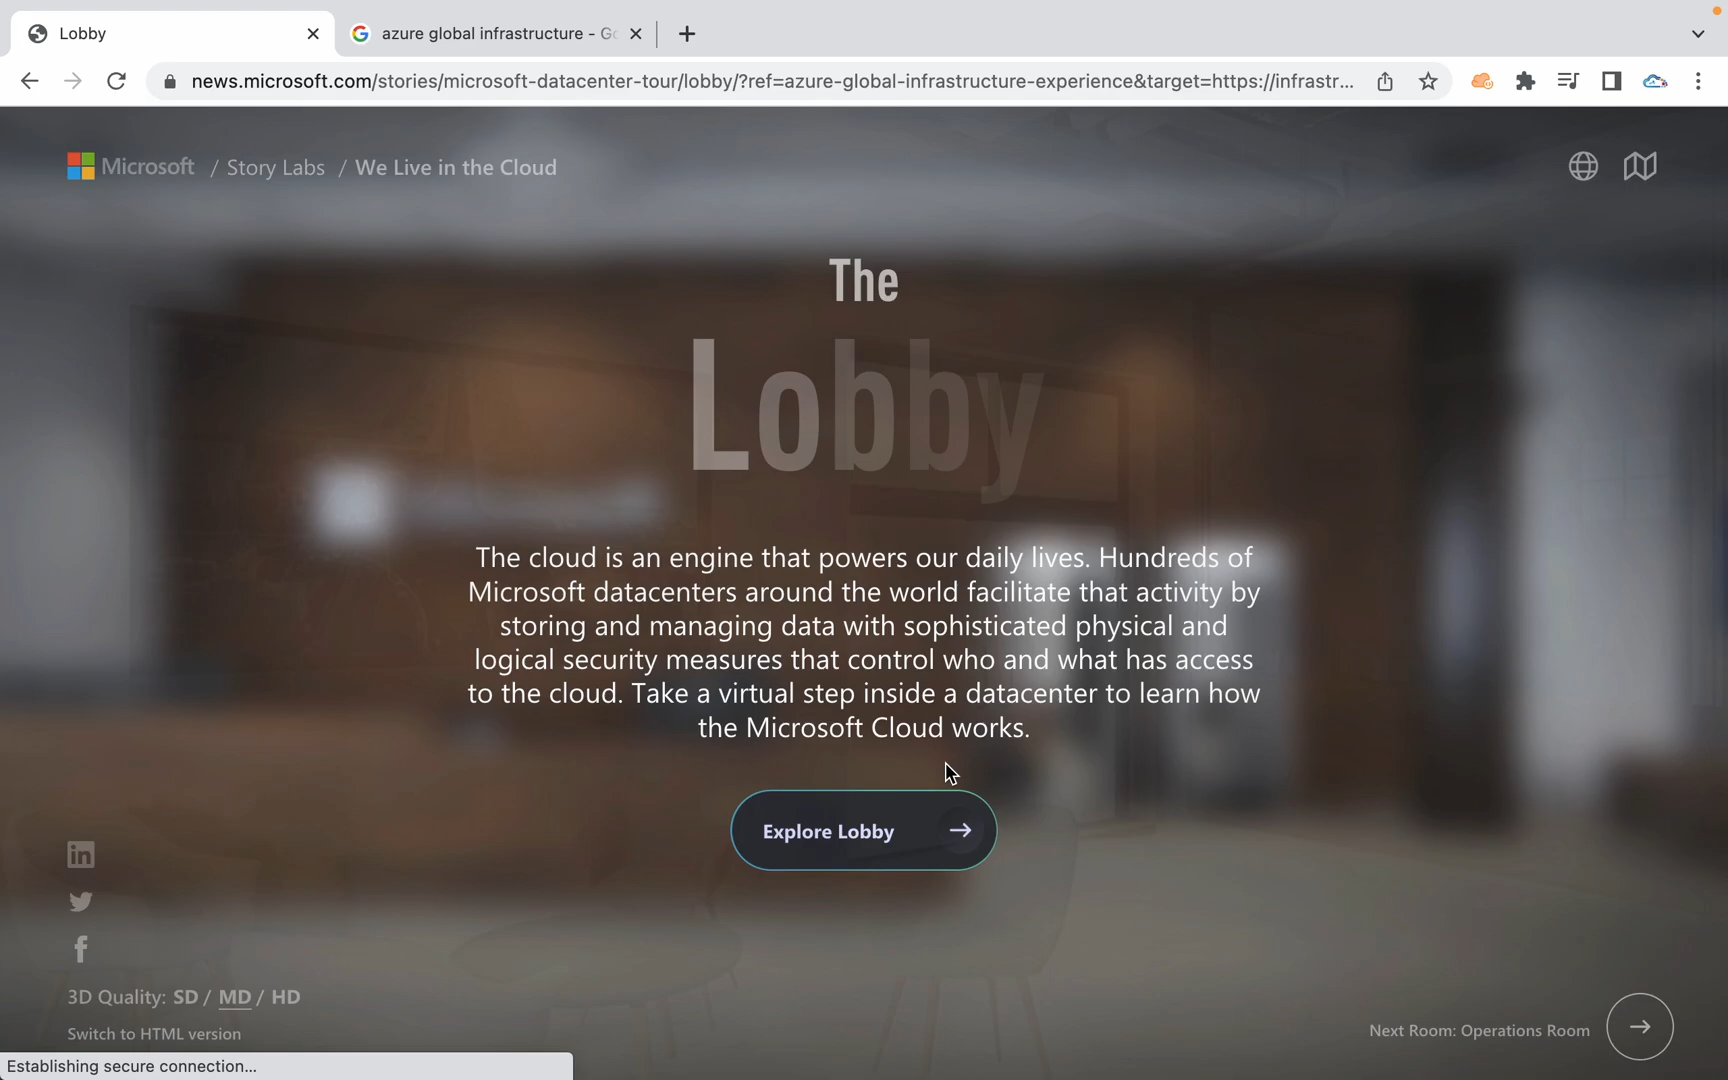 Lobby
azure global infrastructure - Go
news.microsoft.com/stories/microsoft-datacenter-tour/lobby/?ref=azure-global-infrastructure-experience&target=https://infrastr...
Microsoft / Story Labs / We Live in the Cloud
The
Lobby
The cloud is an engine that powers our daily lives. Hundreds of
Microsoft datacenters around the world facilitate that activity by
storing and managing data with sophisticated physical and
logical security measures that control who and what has access
to the cloud. Take a virtual step inside a datacenter to learn how
the Microsoft Cloud works.
Explore Lobby
3D Quality: SD / MD / HD
Switch to HTML version
Next Room: Operations Room
Establishing secure connection...